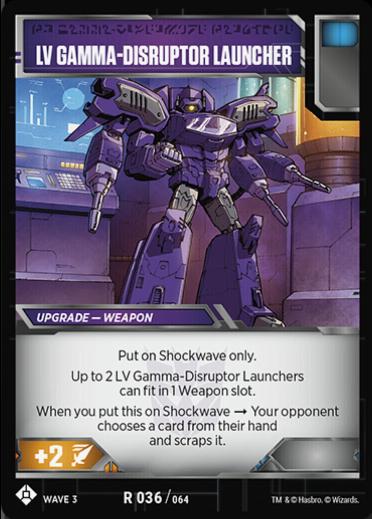 LV GAMMA-DISRUPTOR LAUNCHER
UPGRADE – WEAPON
Put on Shockwave only.
Up to 2 LV Gamma-Disruptor Launchers
can fit in 1 Weapon slot.
When you put this on Shockwave → Your opponent
chooses a card from their hand
and scraps it.
+2
WAVE 3 R 036/064 TM & © Hasbro. © Wizards.